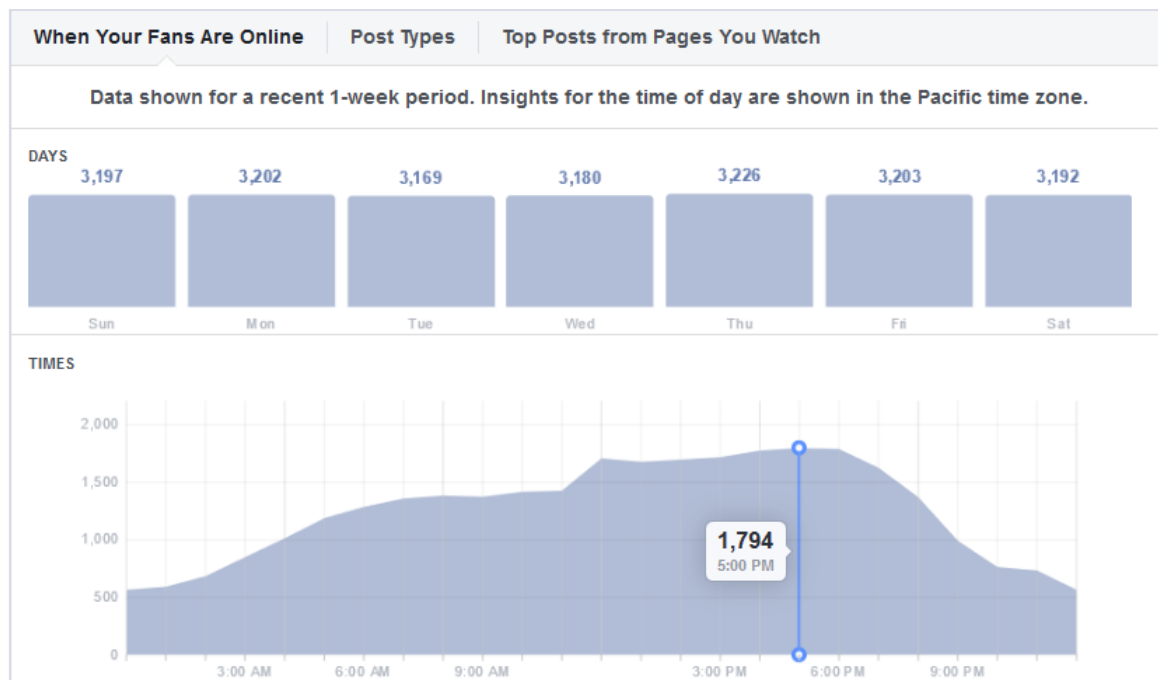 When Your Fans Are Online Post Types Top Posts from Pages You Watch
Data shown for a recent 1-week period. Insights for the time of day are shown in the Pacific time zone.
DAYS
3,197 3,202 3,169 3,180 3,226 3,203 3,192
Sun Mon Tue Wed Thu Fri Sat
TIMES
2,000
1,500
1,000
500
0
1,794
5:00 PM
3:00 AM 6:00 AM 9:00 AM 3:00 PM 6:00 PM 9:00 PM